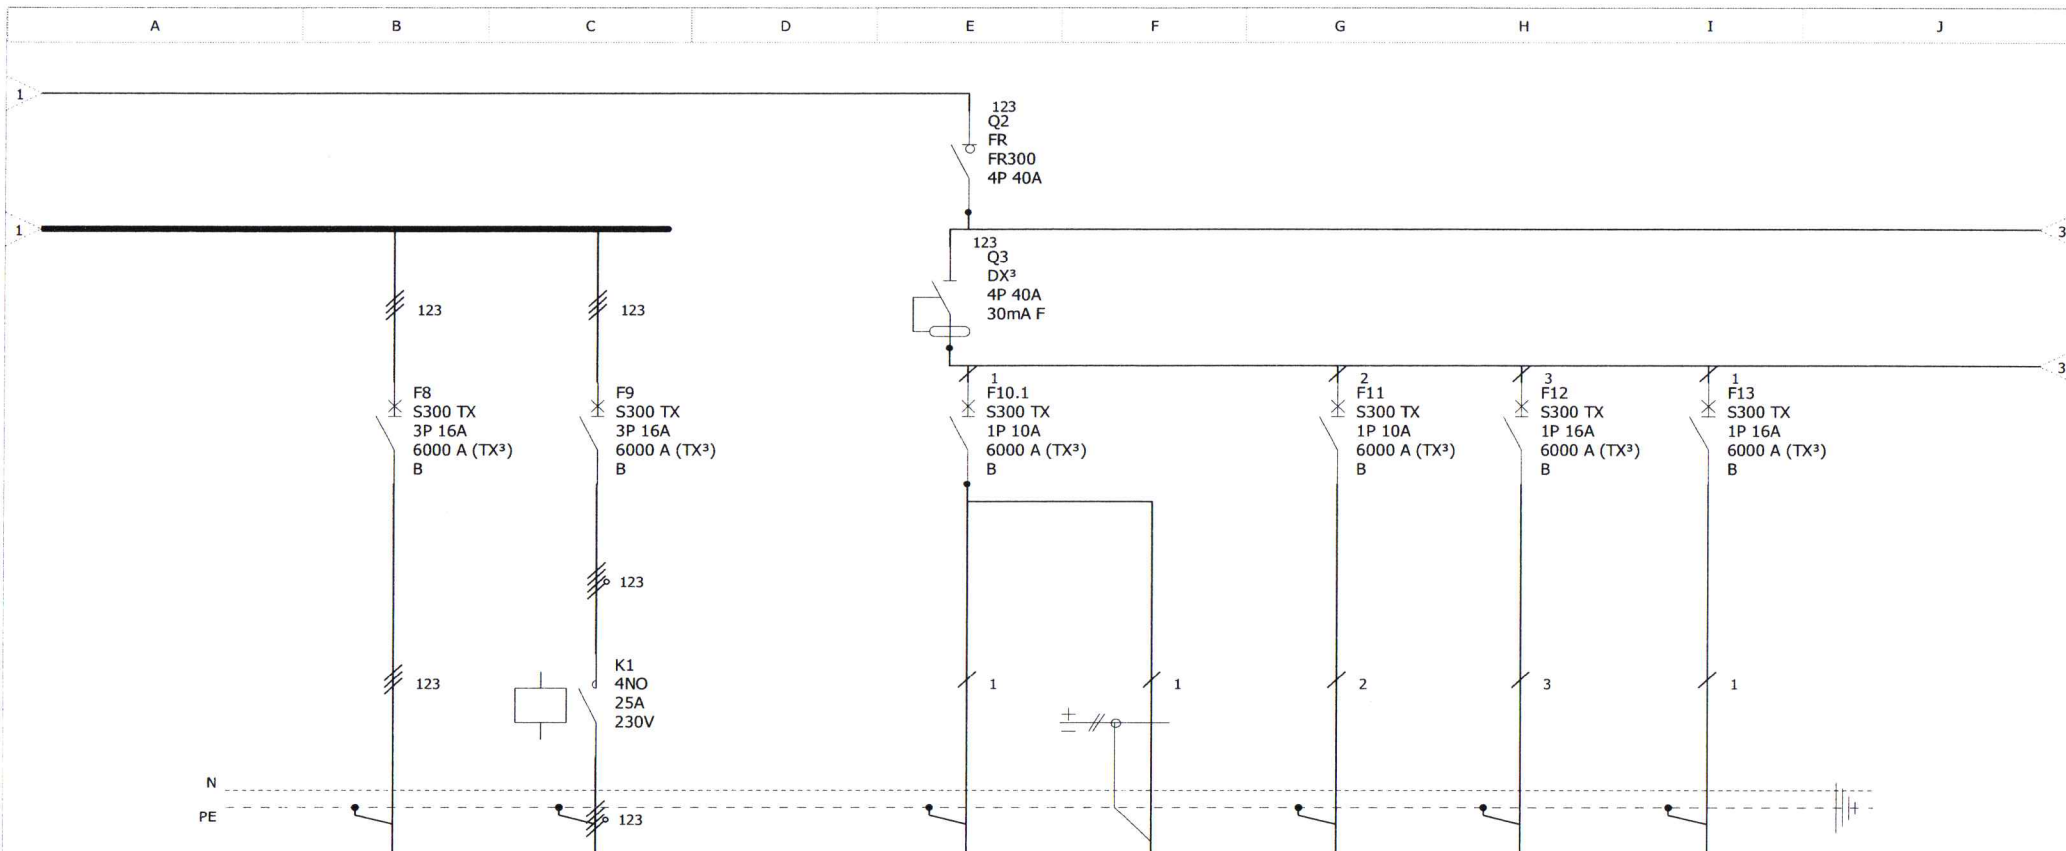 A B C D E F G H I J
1
123
Q2
FR
FR300
4P 40A
1
3
123
Q3
DX³
4P 40A
30mA F
123
123
3
1
2
3
1
F8
S300 TX
3P 16A
6000 A (TX³)
B
F9
S300 TX
3P 16A
6000 A (TX³)
B
F10.1
S300 TX
1P 10A
6000 A (TX³)
B
F11
S300 TX
1P 10A
6000 A (TX³)
B
F12
S300 TX
1P 16A
6000 A (TX³)
B
F13
S300 TX
1P 16A
6000 A (TX³)
B
123
123
K1
4NO
25A
230V
1
1
2
3
1
N
PE
123